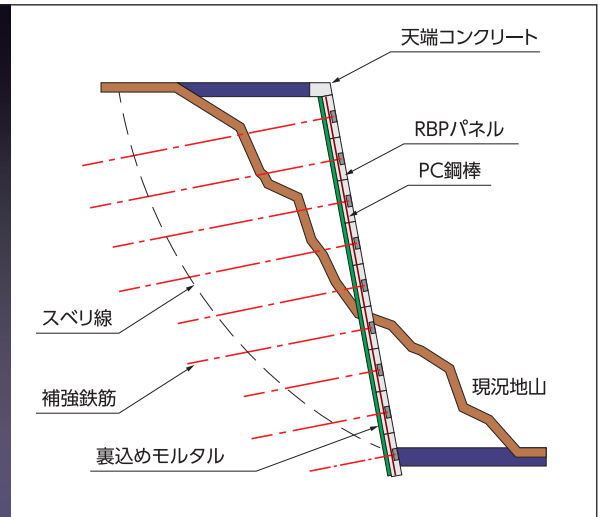 天端コンクリート
RBPパネル
PC鋼棒
スベリ線
現況地山
補強鉄筋
裏込めモルタル